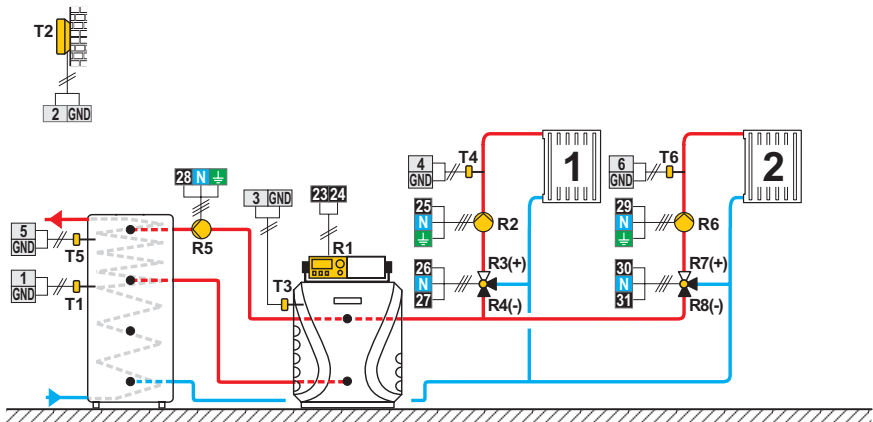 T2
2 GND
28 N
3 GND
23 24
4
GND
T4
6
GND
T6
1
2
25
N
R2
29
N
R6
5
GND
T5
R5
R1
1
GND
T1
T3
26
N
27
R3(+)
R4(-)
30
N
31
R7(+)
R8(-)